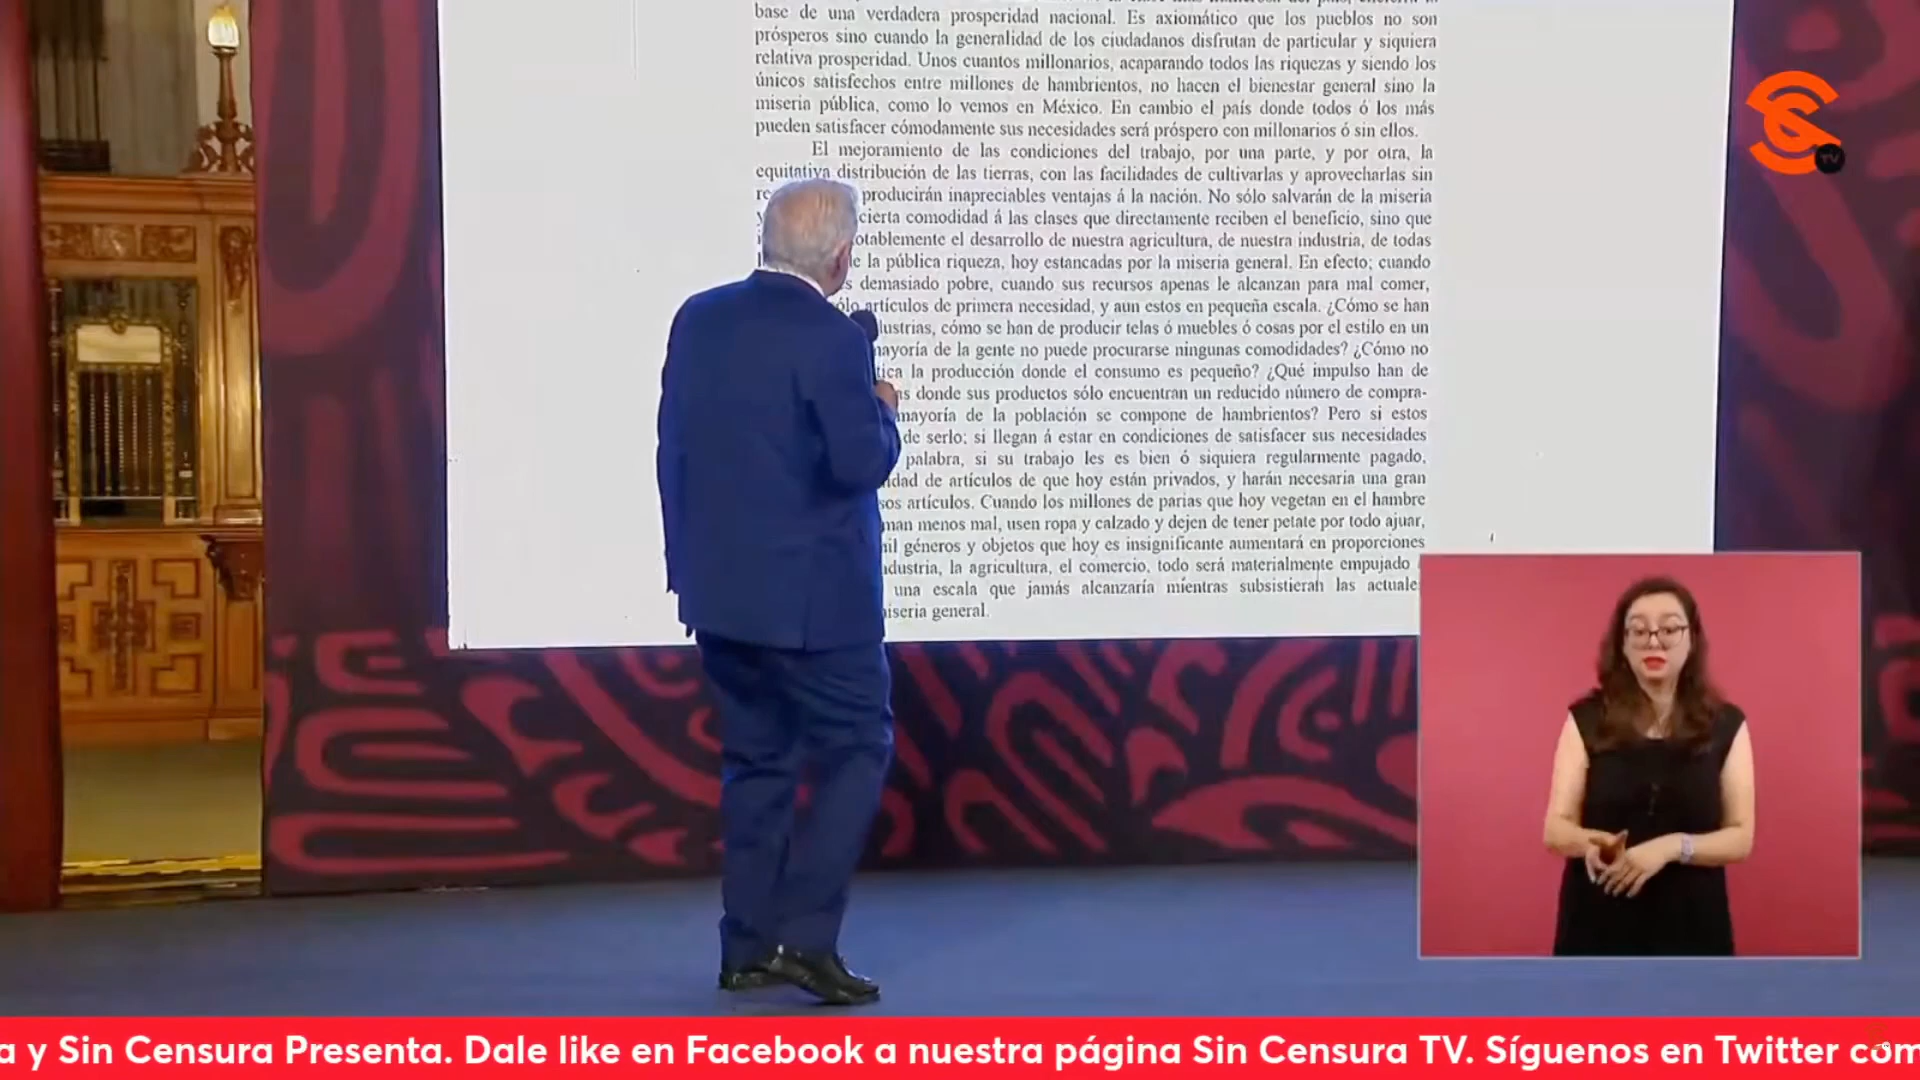 base de una verdadera prosperidad nacional. Es axiomático que los pueblos no son
prósperos sino cuando la generalidad de los ciudadanos disfrutan de particular y siquiera
relativa prosperidad. Unos cuantos millonarios, acaparando todos las riquezas y siendo los
únicos satisfechos entre millones de hambrientos, no hacen el bienestar general sino la
miseria pública, como lo vemos en México. En cambio el país donde todos ó los más
pueden satisfacer cómodamente sus necesidades será próspero con millonarios ó sin ellos.
El mejoramiento de las condiciones del trabajo, por una parte, y por otra, la
equitativa distribución de las tierras, con las facilidades de cultivarlas y aprovecharlas sin
producirán inapreciables ventajas á la nación. No sólo salvarán de la miseria
cierta comodidad á las clases que directamente reciben el beneficio, sino que
otablemente el desarrollo de nuestra agricultura, de nuestra industria, de todas
de la pública riqueza, hoy estancadas por la miseria general. En efecto; cuando
s demasiado pobre, cuando sus recursos apenas le alcanzan para mal comer,
ólo artículos de primera necesidad, y aun estos en pequeña escala. ¿Cómo se han
dustrias, cómo se han de producir telas ó muebles ó cosas por el estilo en un
mayoría de la gente no puede procurarse ningunas comodidades? ¿Cómo no
tica la producción donde el consumo es pequeño? ¿Qué impulso han de
as donde sus productos sólo encuentran un reducido número de compra-
mayoría de la población se compone de hambrientos? Pero si estos
de serlo; si llegan á estar en condiciones de satisfacer sus necesidades
palabra, si su trabajo les es bien ó siquiera regularmente pagado,
idad de artículos de que hoy están privados, y harán necesaria una gran
sos artículos. Cuando los millones de parias que hoy vegetan en el hambre
man menos mal, usen ropa y calzado y dejen de tener petate por todo ajuar,
mil géneros y objetos que hoy es insignificante aumentará en proporciones
dustria, la agricultura, el comercio, todo será materialmente empujado
una escala que jamás alcanzaría mientras subsistieran las actuale
iseria general.
TV
a y Sin Censura Presenta. Dale like en Facebook a nuestra página Sin Censura TV. Síguenos en Twitter com